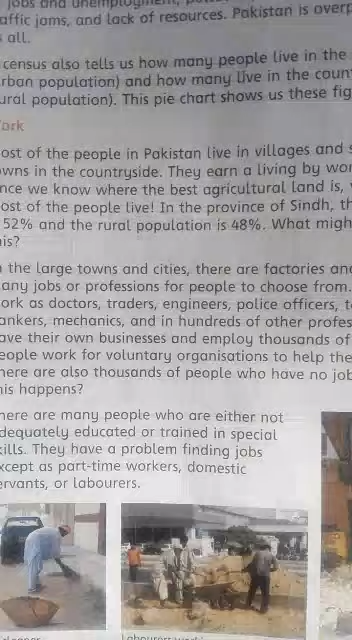 jobs and unemployment,
affic jams, and lack of resources. Pakistan is overp
all.
census also tells us how many people live in the
rban population) and how many live in the coun
ural population). This pie chart shows us these fig
ork
ost of the people in Pakistan live in villages and s
owns in the countryside. They earn a living by wor
nce we know where the best agricultural land is,
ost of the people live! In the province of Sindh, th
52% and the rural population is 48%. What migh
his?
the large towns and cities, there are factories and
any jobs or professions for people to choose from.
ork as doctors, traders, engineers, police officers, t
ankers, mechanics, and in hundreds of other profes
ave their own businesses and employ thousands of
eople work for voluntary organisations to help the
here are also thousands of people who have no job
his happens?
here are many people who are either not
dequately educated or trained in special
kills. They have a problem finding jobs
xcept as part-time workers, domestic
ervants, or labourers.